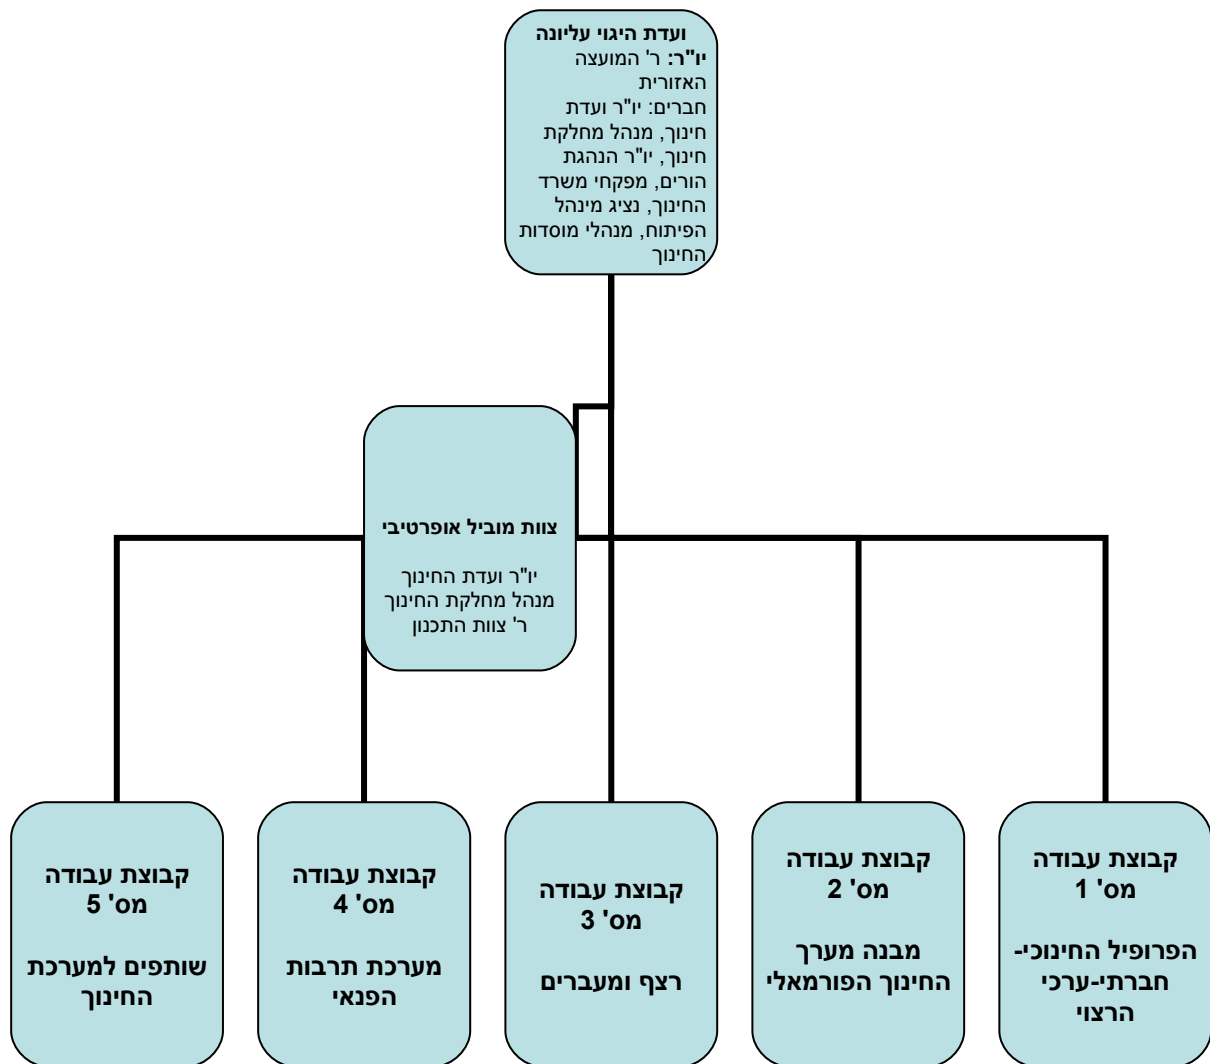 ועדת היגוי עליונה
יו"ר: ר' המועצה
האזורית
חברים: יו"ר ועדת
חינוך, מנהל מחלקת
חינוך, יו"ר הנהגת
הורים, מפקחי משרד
החינוך, נציג מינהל
הפיתוח, מנהלי מוסדות
החינוך
צוות מוביל אופרטיבי
יו"ר ועדת החינוך
מנהל מחלקת החינוך
ר' צוות התכנון
קבוצת עבודה
מס' 1
הפרופיל החינוכי-
חברתי-ערכי
הרצוי
קבוצת עבודה
מס' 2
מבנה מערך
החינוך הפורמאלי
קבוצת עבודה
מס' 3
רצף ומעברים
קבוצת עבודה
מס' 4
מערכת תרבות
הפנאי
קבוצת עבודה
מס' 5
שותפים למערכת
החינוך